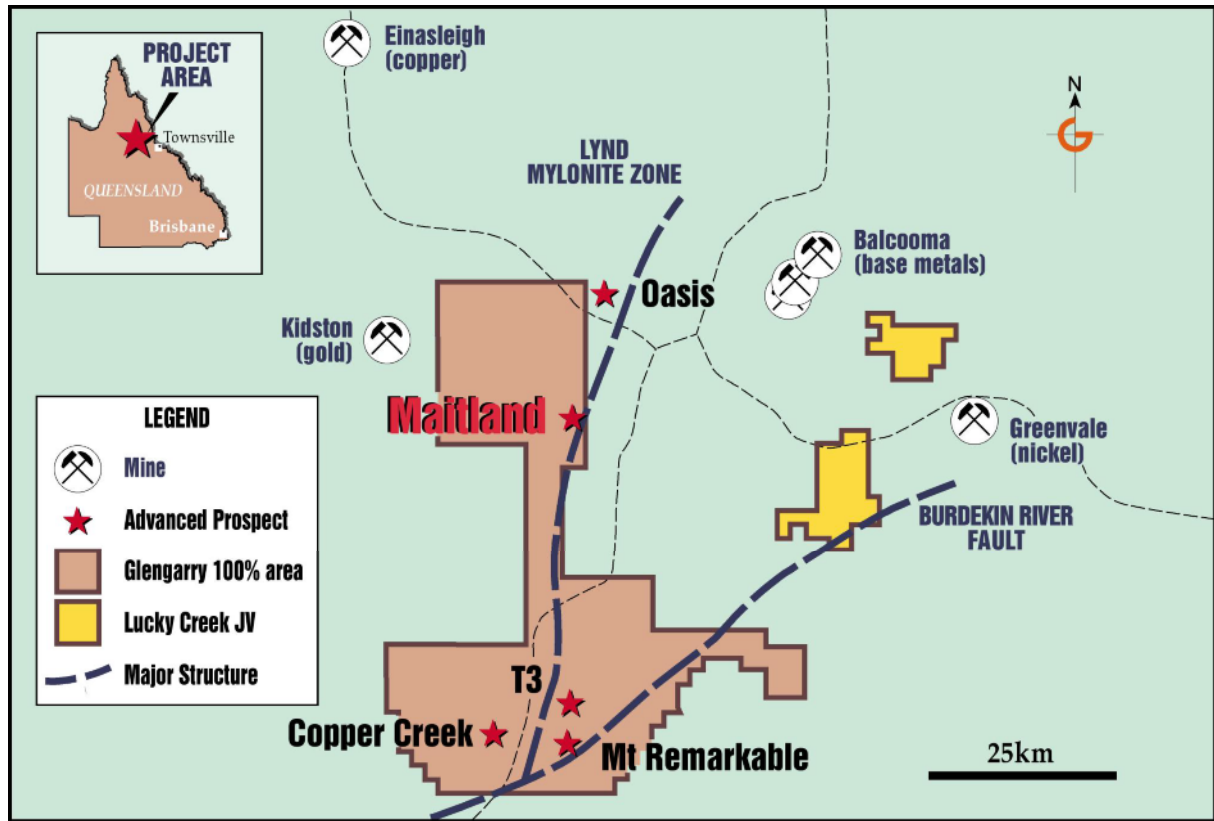 PROJECT
AREA
Townsville
QUEENSLAND
Brisbane
Einasleigh
(copper)
N
LYND
MYLONITE ZONE
Balcooma
(base metals)
Oasis
Kidston
(gold)
Maitland
Greenvale
(nickel)
BURDEKIN RIVER
FAULT
LEGEND
Mine
Advanced Prospect
Glengarry 100% area
Lucky Creek JV
Major Structure
T3
Copper Creek
Mt Remarkable
25km